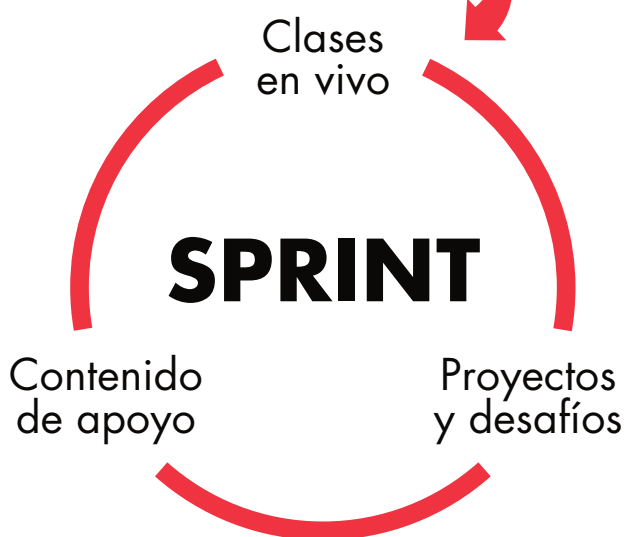 Clases
en vivo
SPRINT
Contenido
de apoyo
Proyectos
y desafíos